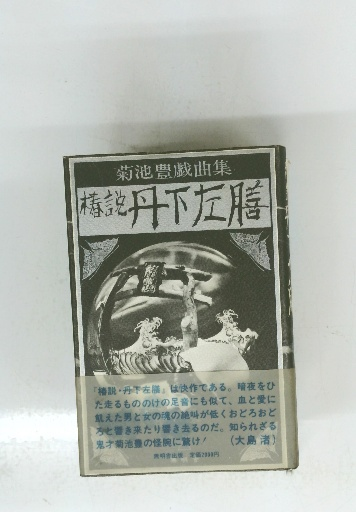 菊池豊戯曲集
椿説丹下左膳
『椿説・丹下左膳』は決作である。暗夜をひ
た走るもののけの足音にも似て、血と愛に
飢えた男と女の魂の絶叫が低くおどろおど
ろと響き来たり響き去るのだ。知られざる
鬼才菊池豊の怪腕に驚け! (大島渚)